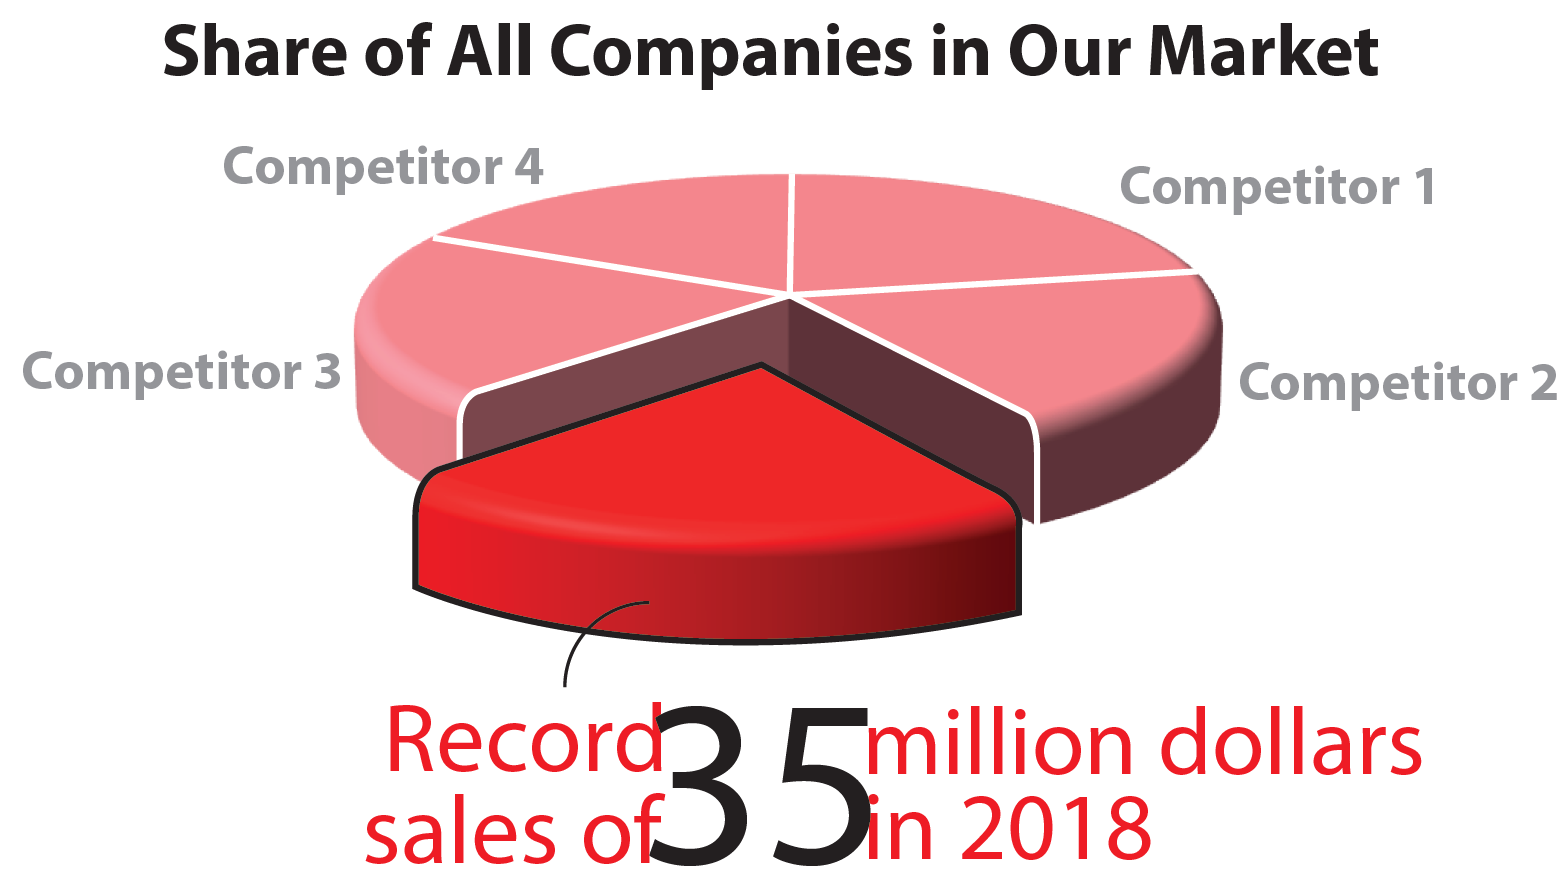 Share of All Companies in Our Market
Competitor 4
Competitor 1
Competitor 3
Competitor 2
Record sales of 35 million dollars in 2018